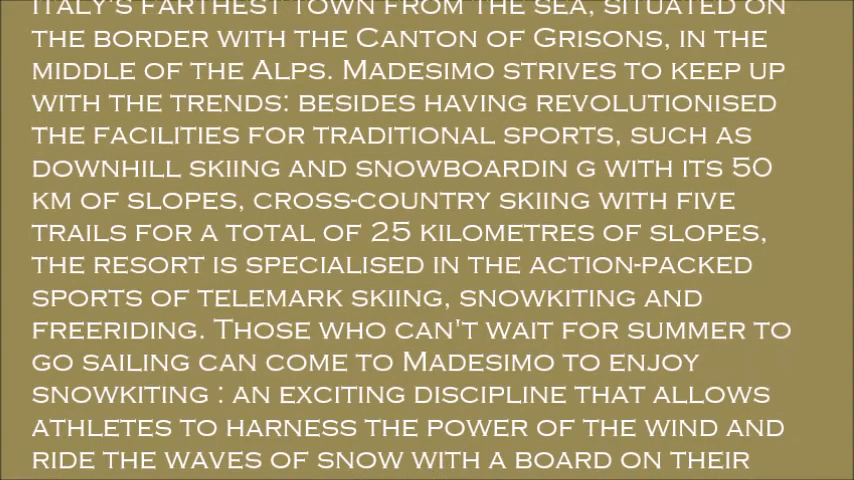 Italy's farthest town from the sea, situated on
the border with the Canton of Grisons, in the
middle of the Alps. Madesimo strives to keep up
with the trends: besides having revolutionised
the facilities for traditional sports, such as
downhill skiing and snowboardin g with its 50
km of slopes, cross-country skiing with five
trails for a total of 25 kilometres of slopes,
the resort is specialised in the action-packed
sports of telemark skiing, snowkiting and
freeriding. Those who can't wait for summer to
go sailing can come to Madesimo to enjoy
snowkiting : an exciting discipline that allows
athletes to harness the power of the wind and
ride the waves of snow with a board on their